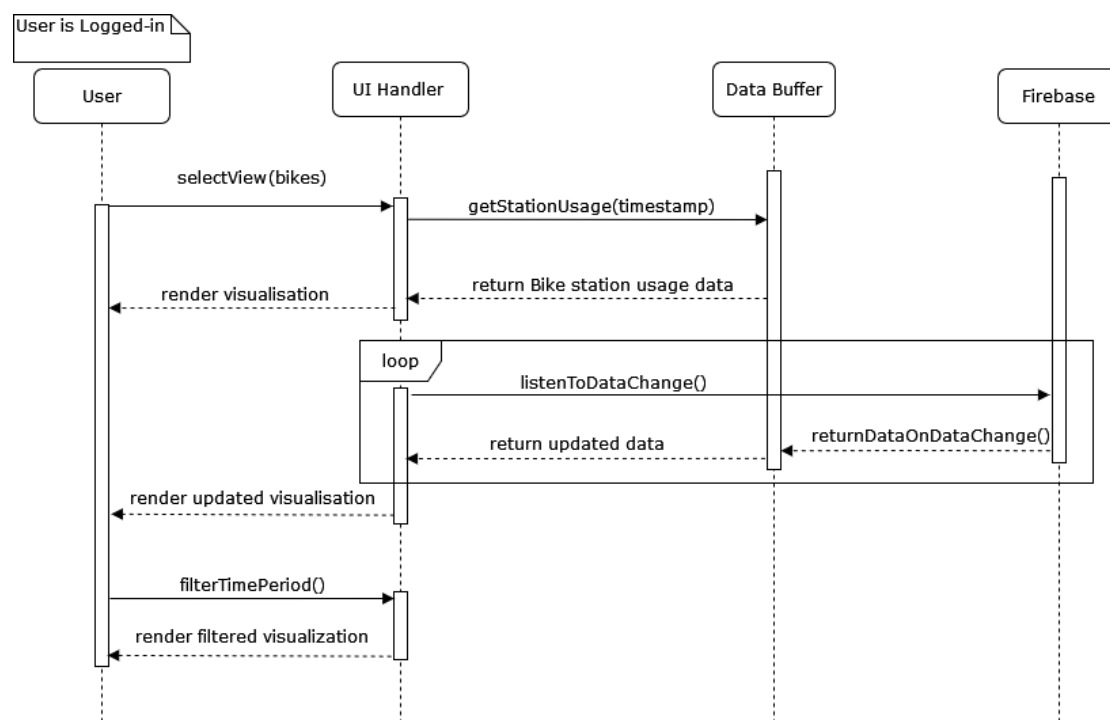 User is Logged-in
User
UI Handler
Data Buffer
Firebase
selectView(bikes)
getStationUsage(timestamp)
return Bike station usage data
render visualisation
loop
listenToDataChange()
returnDataOnDataChange()
return updated data
render updated visualisation
filterTimePeriod()
render filtered visualization